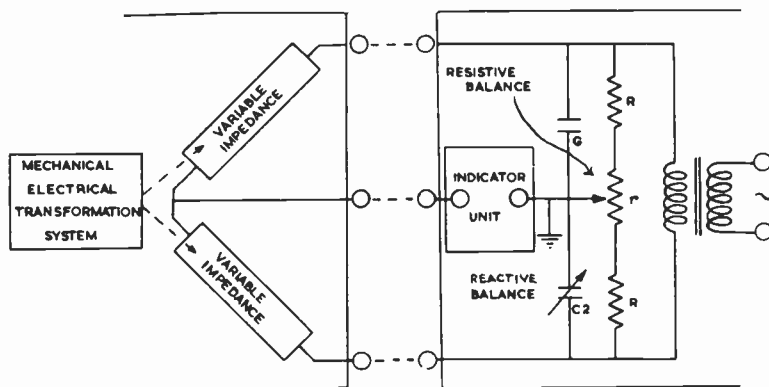 RESISTIVE
BALANCE
R
VARIABLE
IMPEDANCE
G
MECHANICAL
ELECTRICAL
TRANSFORMATION
SYSTEM
INDICATOR
UNIT
r
~
VARIABLE
IMPEDANCE
REACTIVE
BALANCE
C2
R